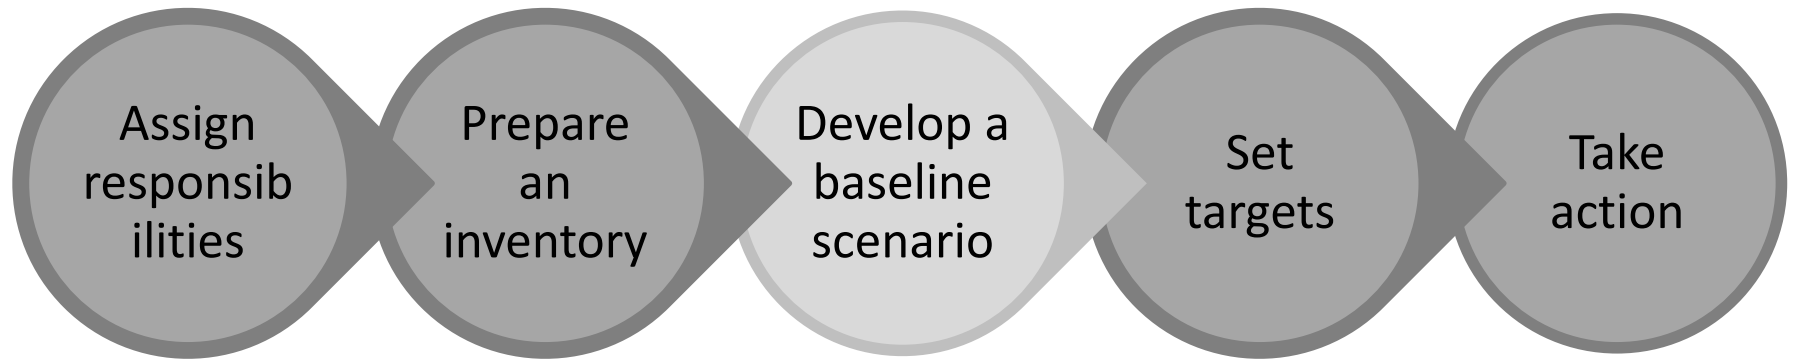 Assign
responsib
ilities
Prepare
an
inventory
Develop a
baseline
scenario
Set
targets
Take
action